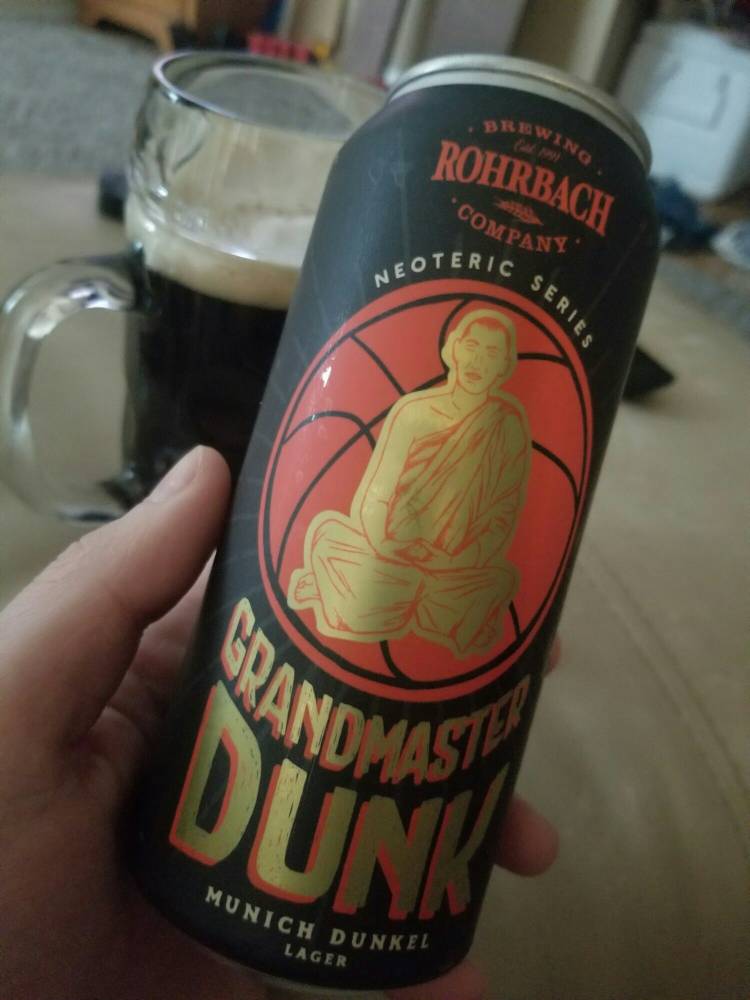 BREWING
Est. 1991
ROHRBACH
COMPANY
NEOTERIC SERIES
GRANDMASTER
DUNK
MUNICH DUNKEL
LAGER